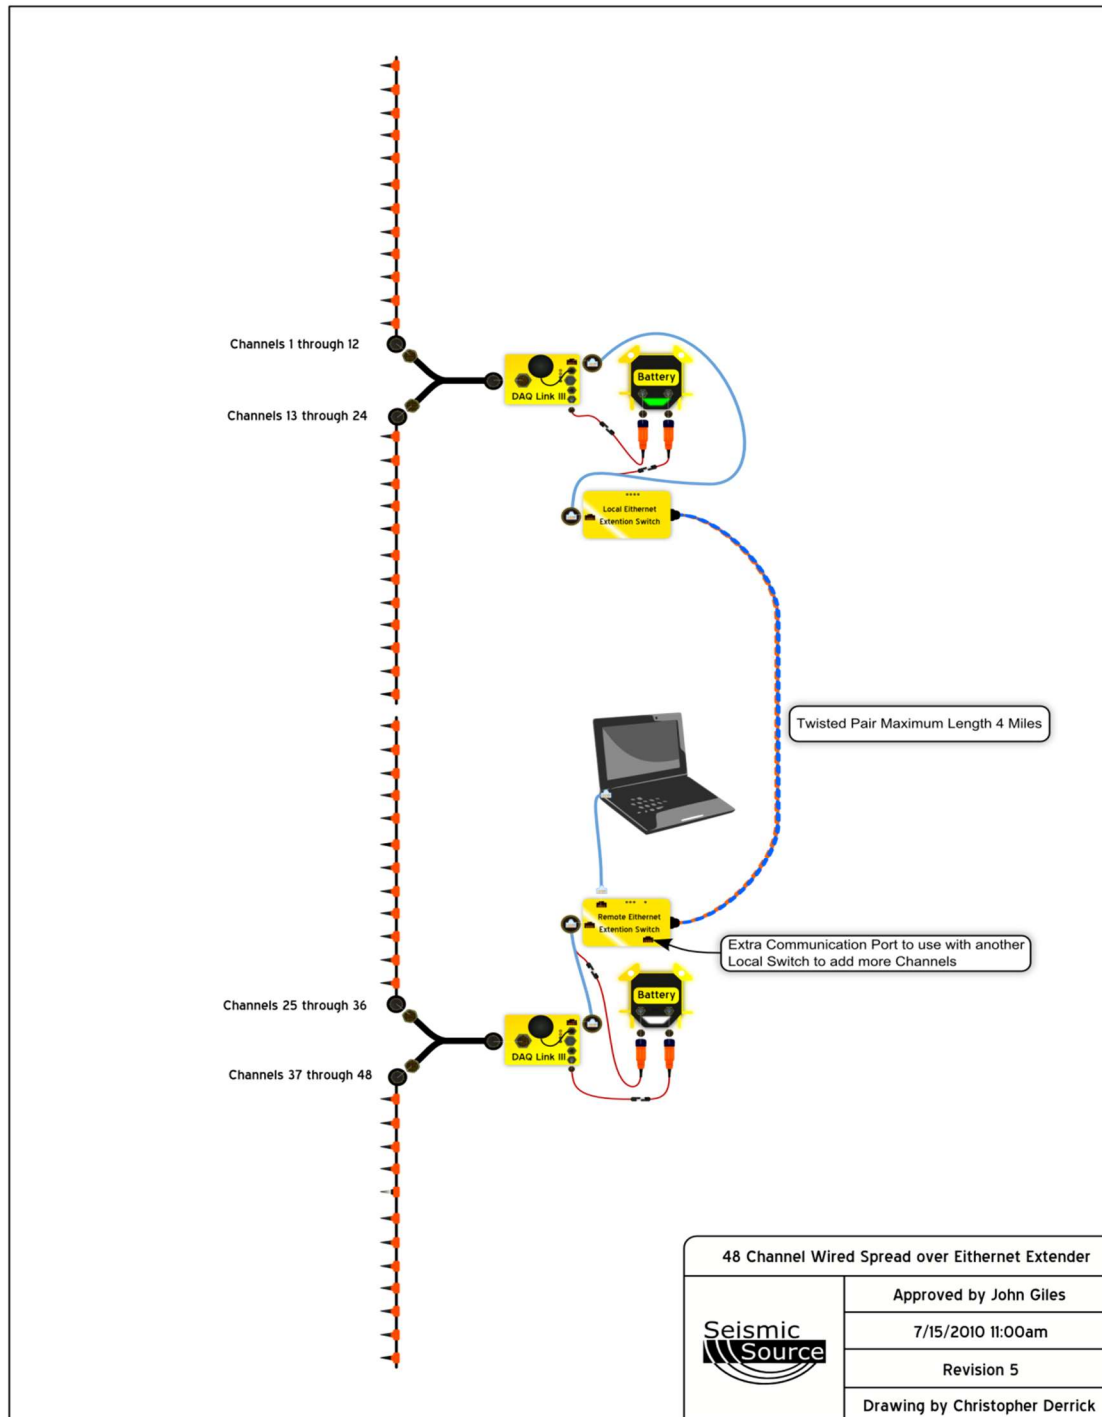 Channels 1 through 12
Battery
DAQ Link III
Channels 13 through 24
Local Eithernet
Extention Switch
Twisted Pair Maximum Length 4 Miles
Remote Eithernet
Extention Switch
Extra Communication Port to use with another
Local Switch to add more Channels
Channels 25 through 36
Battery
DAQ Link III
Channels 37 through 48
48 Channel Wired Spread over Eithernet Extender
Seismic
Source
Approved by John Giles
7/15/2010 11:00am
Revision 5
Drawing by Christopher Derrick